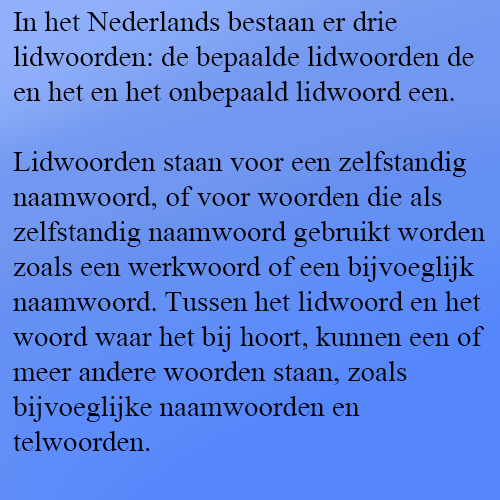 In het Nederlands bestaan er drie
lidwoorden: de bepaalde lidwoorden de
en het en het onbepaald lidwoord een.
Lidwoorden staan voor een zelfstandig
naamwoord, of voor woorden die als
zelfstandig naamwoord gebruikt worden
zoals een werkwoord of een bijvoeglijk
naamwoord. Tussen het lidwoord en het
woord waar het bij hoort, kunnen een of
meer andere woorden staan, zoals
bijvoeglijke naamwoorden en
telwoorden.